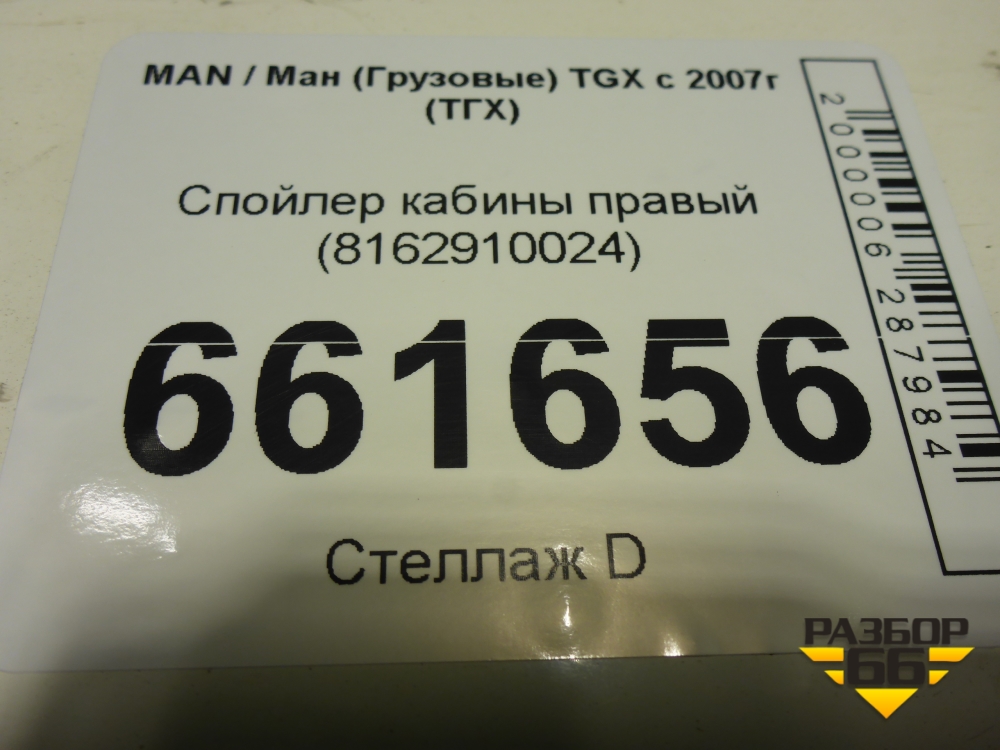 MAN / Ман (Грузовые) TGX с 2007г
(ТГХ)
Спойлер кабины правый
(8162910024)
661656
Стеллаж D
2000006287984
РАЗБОР
66